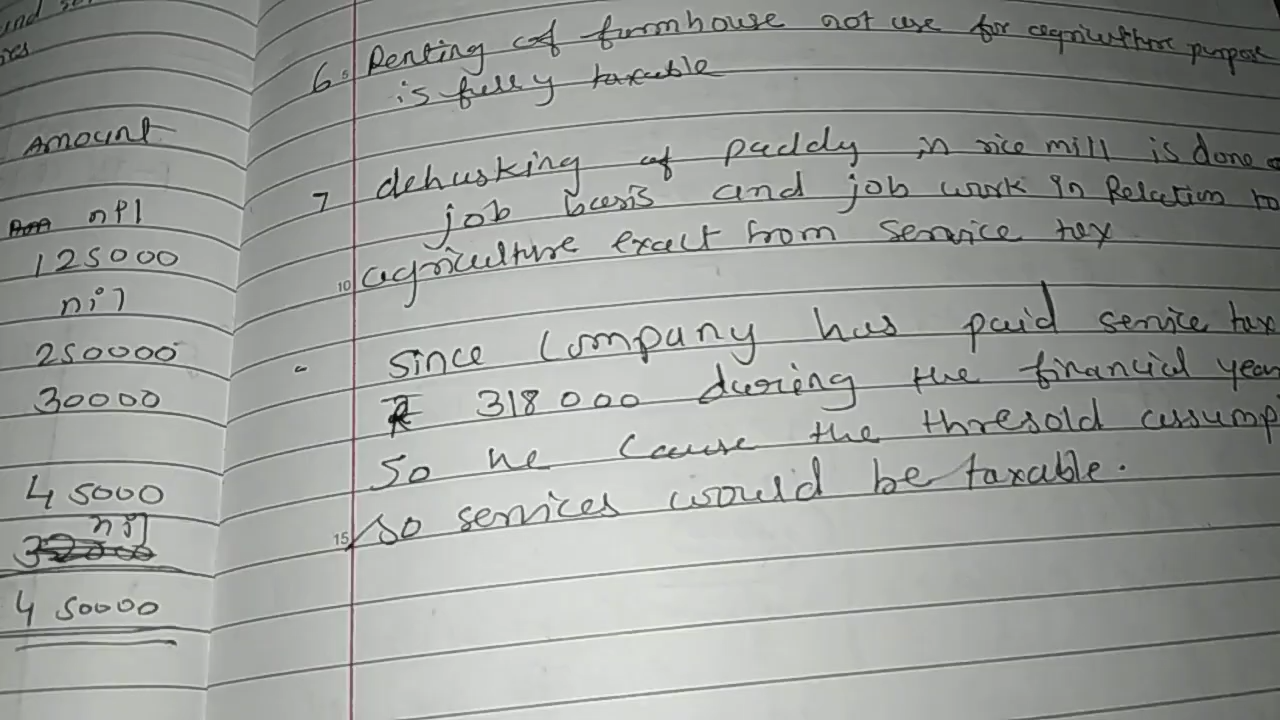 Amount
nil
125000
nil
250000
30000
45000
nil
450000
6 Renting of farmhouse not use for agriculture purpose
is fully taxable
7 dehusking of paddy in rice mill is done
job basis and job work in Relation to
10 agriculture exact from service tax
- since company has paid service tax
₹ 318000 during the financial year
so he cause the thresold assump
15 so services would be taxable.